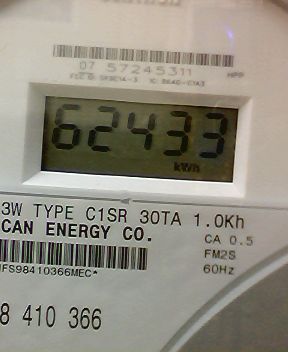 07 57245311 HPP
62433
kWh
3W TYPE C1SR 30TA 1.0Kh
CAN ENERGY CO.
CA 0.5
FM2S
60Hz
8 410 366